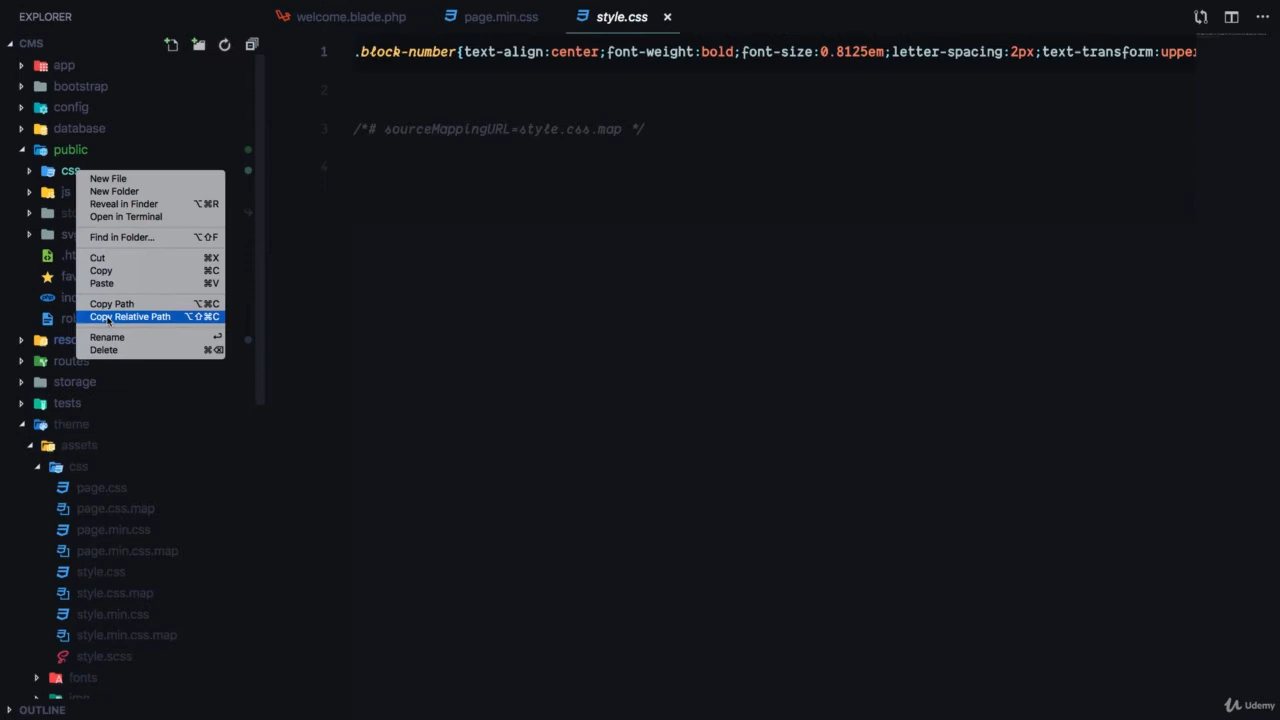 EXPLORER
welcome.blade.php
page.min.css
style.css
CMS
app
bootstrap
config
database
public
css
js
New File
New Folder
Reveal in Finder ⌥⌘R
Open in Terminal
Find in Folder... ⌥⇧F
Cut ⌘X
Copy ⌘C
Paste ⌘V
Copy Path ⌥⌘C
Copy Relative Path ⌥⇧⌘C
Rename ⏎
Delete ⌘⌫
routes
storage
tests
theme
assets
css
page.css
page.css.map
page.min.css
page.min.css.map
style.css
style.css.map
style.min.css
style.min.css.map
style.scss
fonts
img
OUTLINE
1 .block-number{text-align:center;font-weight:bold;font-size:0.8125em;letter-spacing:2px;text-transform:upper
2
3 /*# sourceMappingURL=style.css.map */
4
Udemy